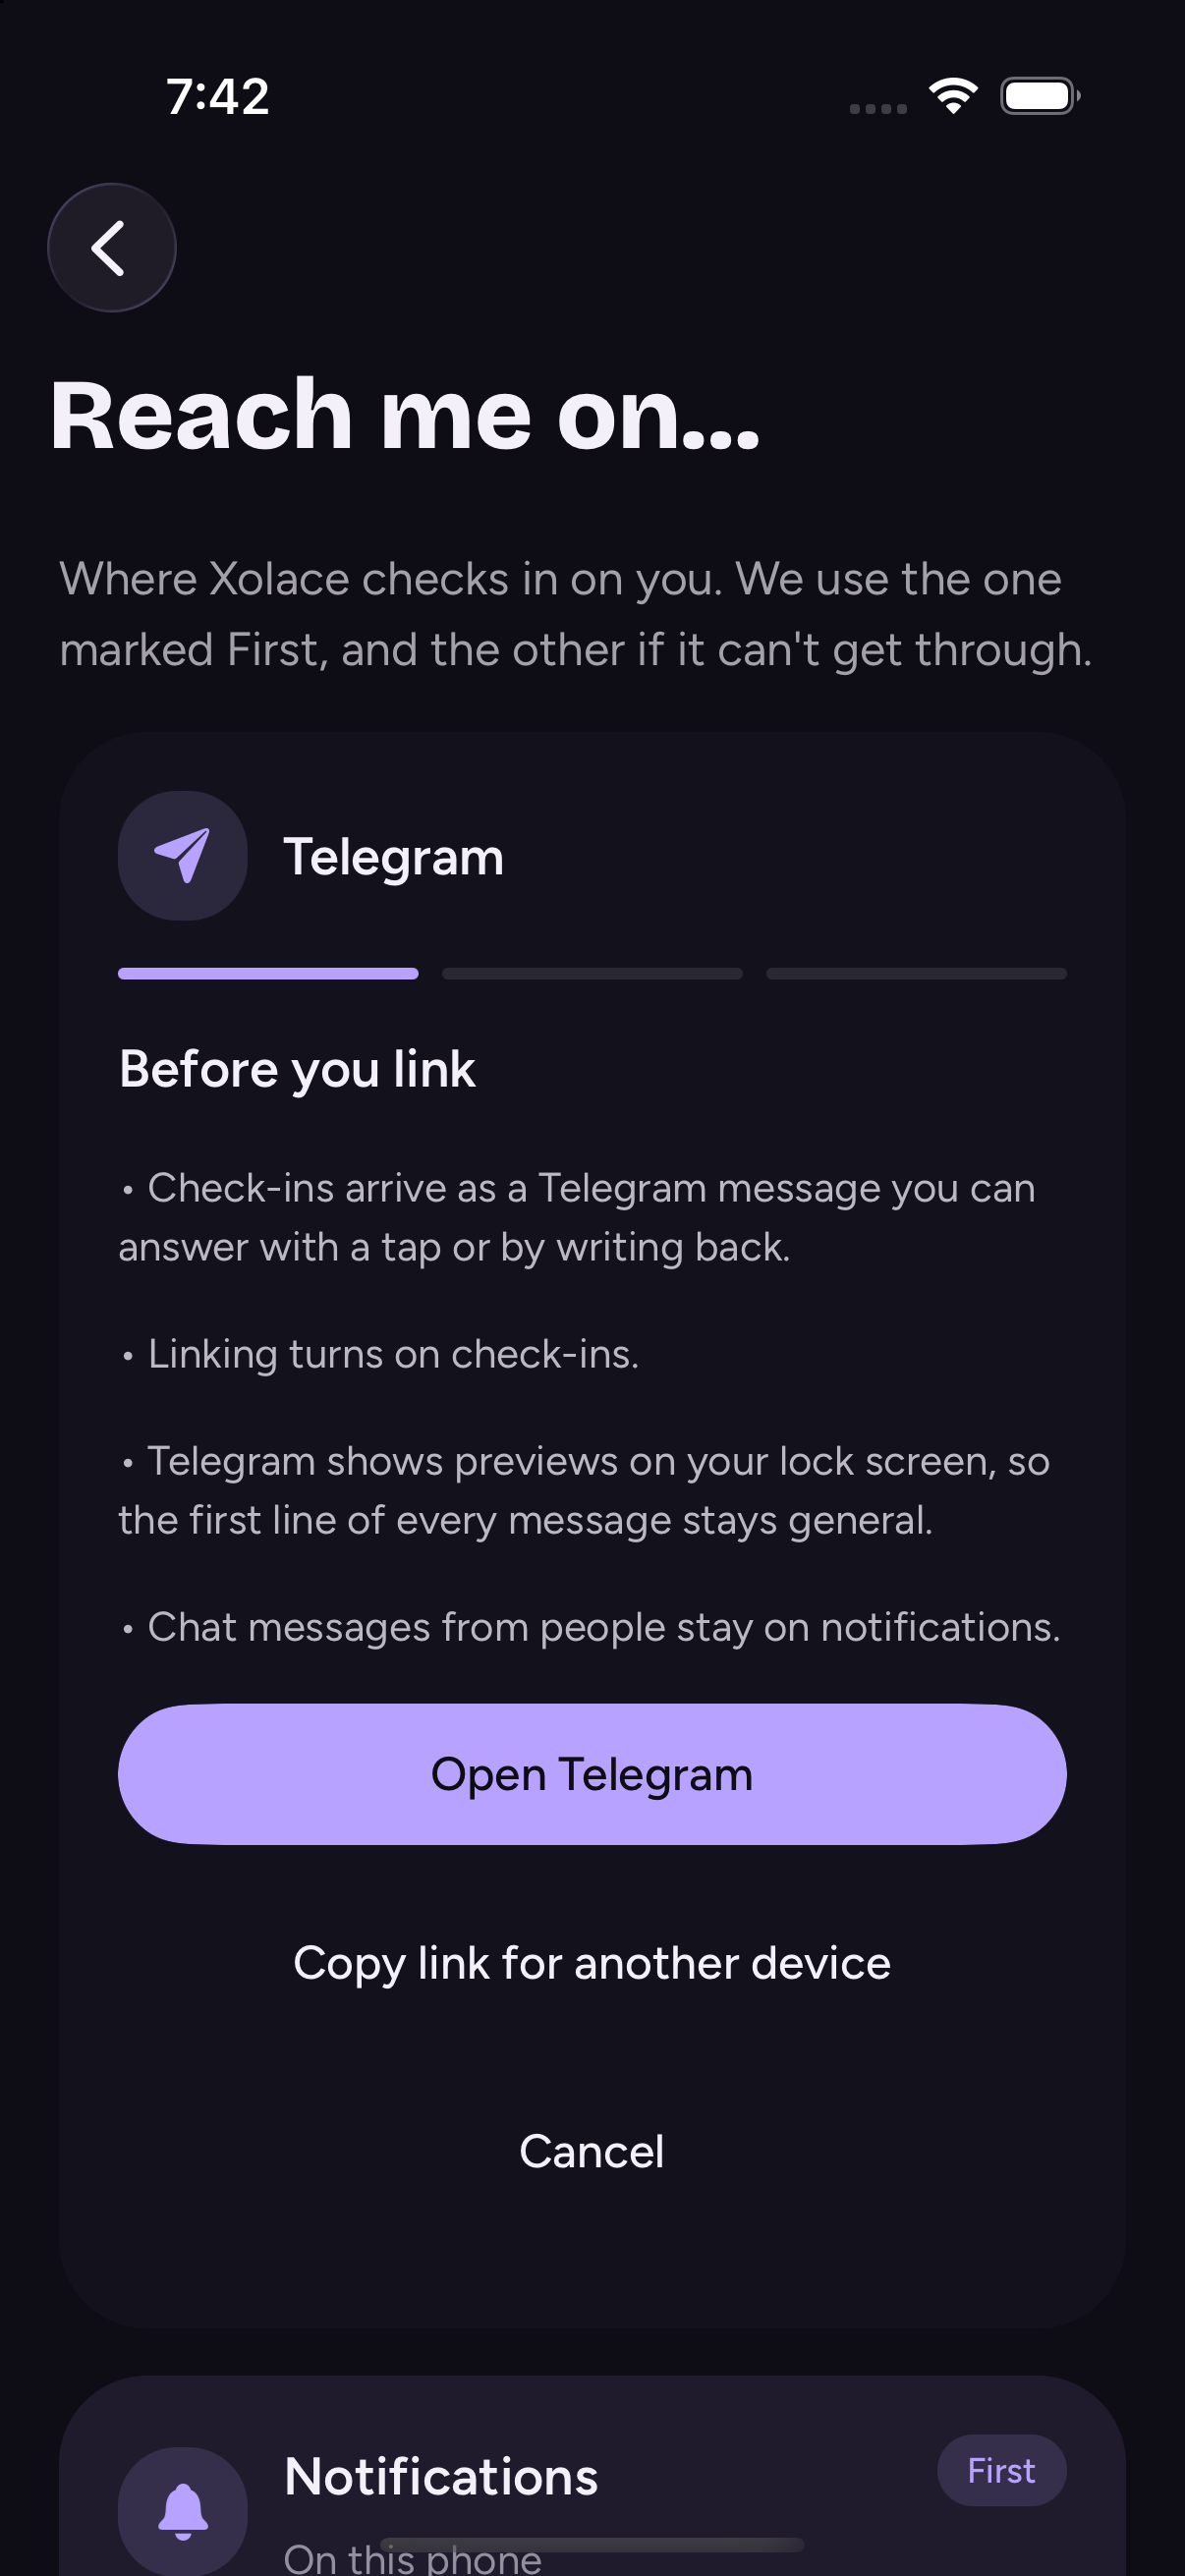 7:42
Reach me on...
Where Xolace checks in on you. We use the one
marked First, and the other if it can't get through.
Telegram
Before you link
• Check-ins arrive as a Telegram message you can
answer with a tap or by writing back.
• Linking turns on check-ins.
• Telegram shows previews on your lock screen, so
the first line of every message stays general.
• Chat messages from people stay on notifications.
Open Telegram
Copy link for another device
Cancel
Notifications
First
On this phone